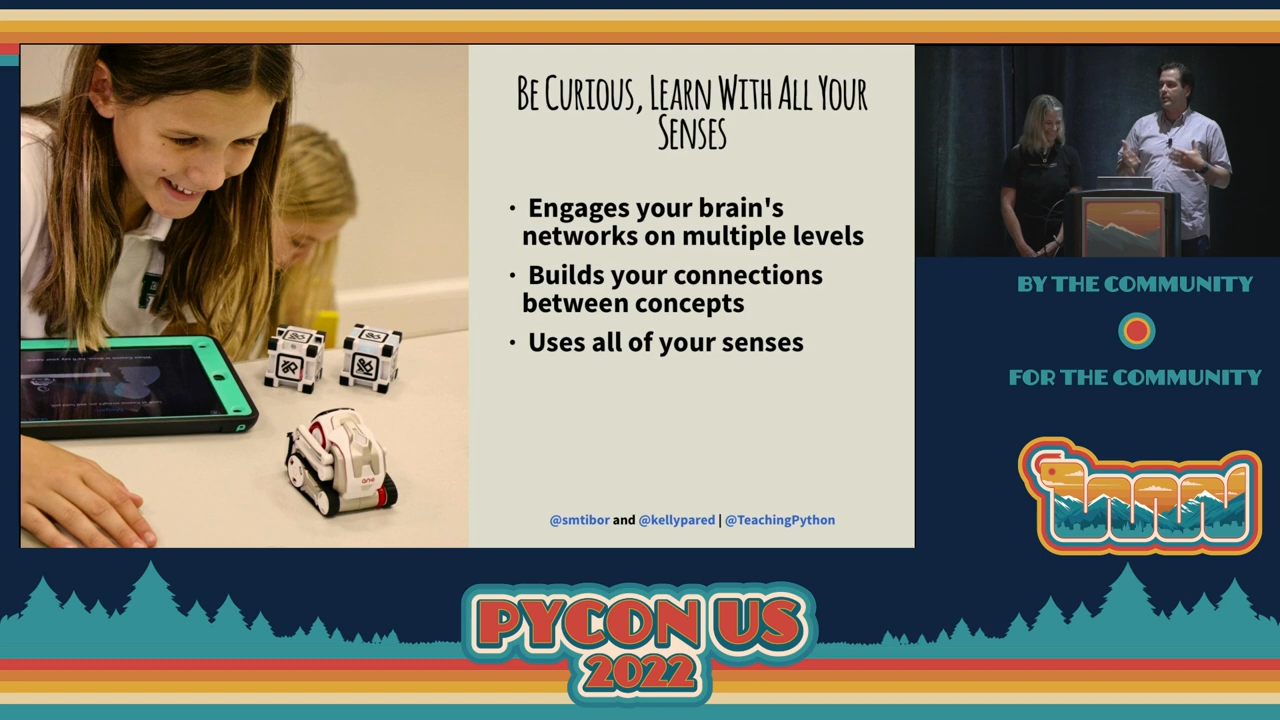 BE CURIOUS, LEARN WITH ALL YOUR
SENSES
· Engages your brain's
networks on multiple levels
· Builds your connections
between concepts
· Uses all of your senses
@smtibor and @kellypared | @TeachingPython
BY THE COMMUNITY
FOR THE COMMUNITY
PYCON US
2022